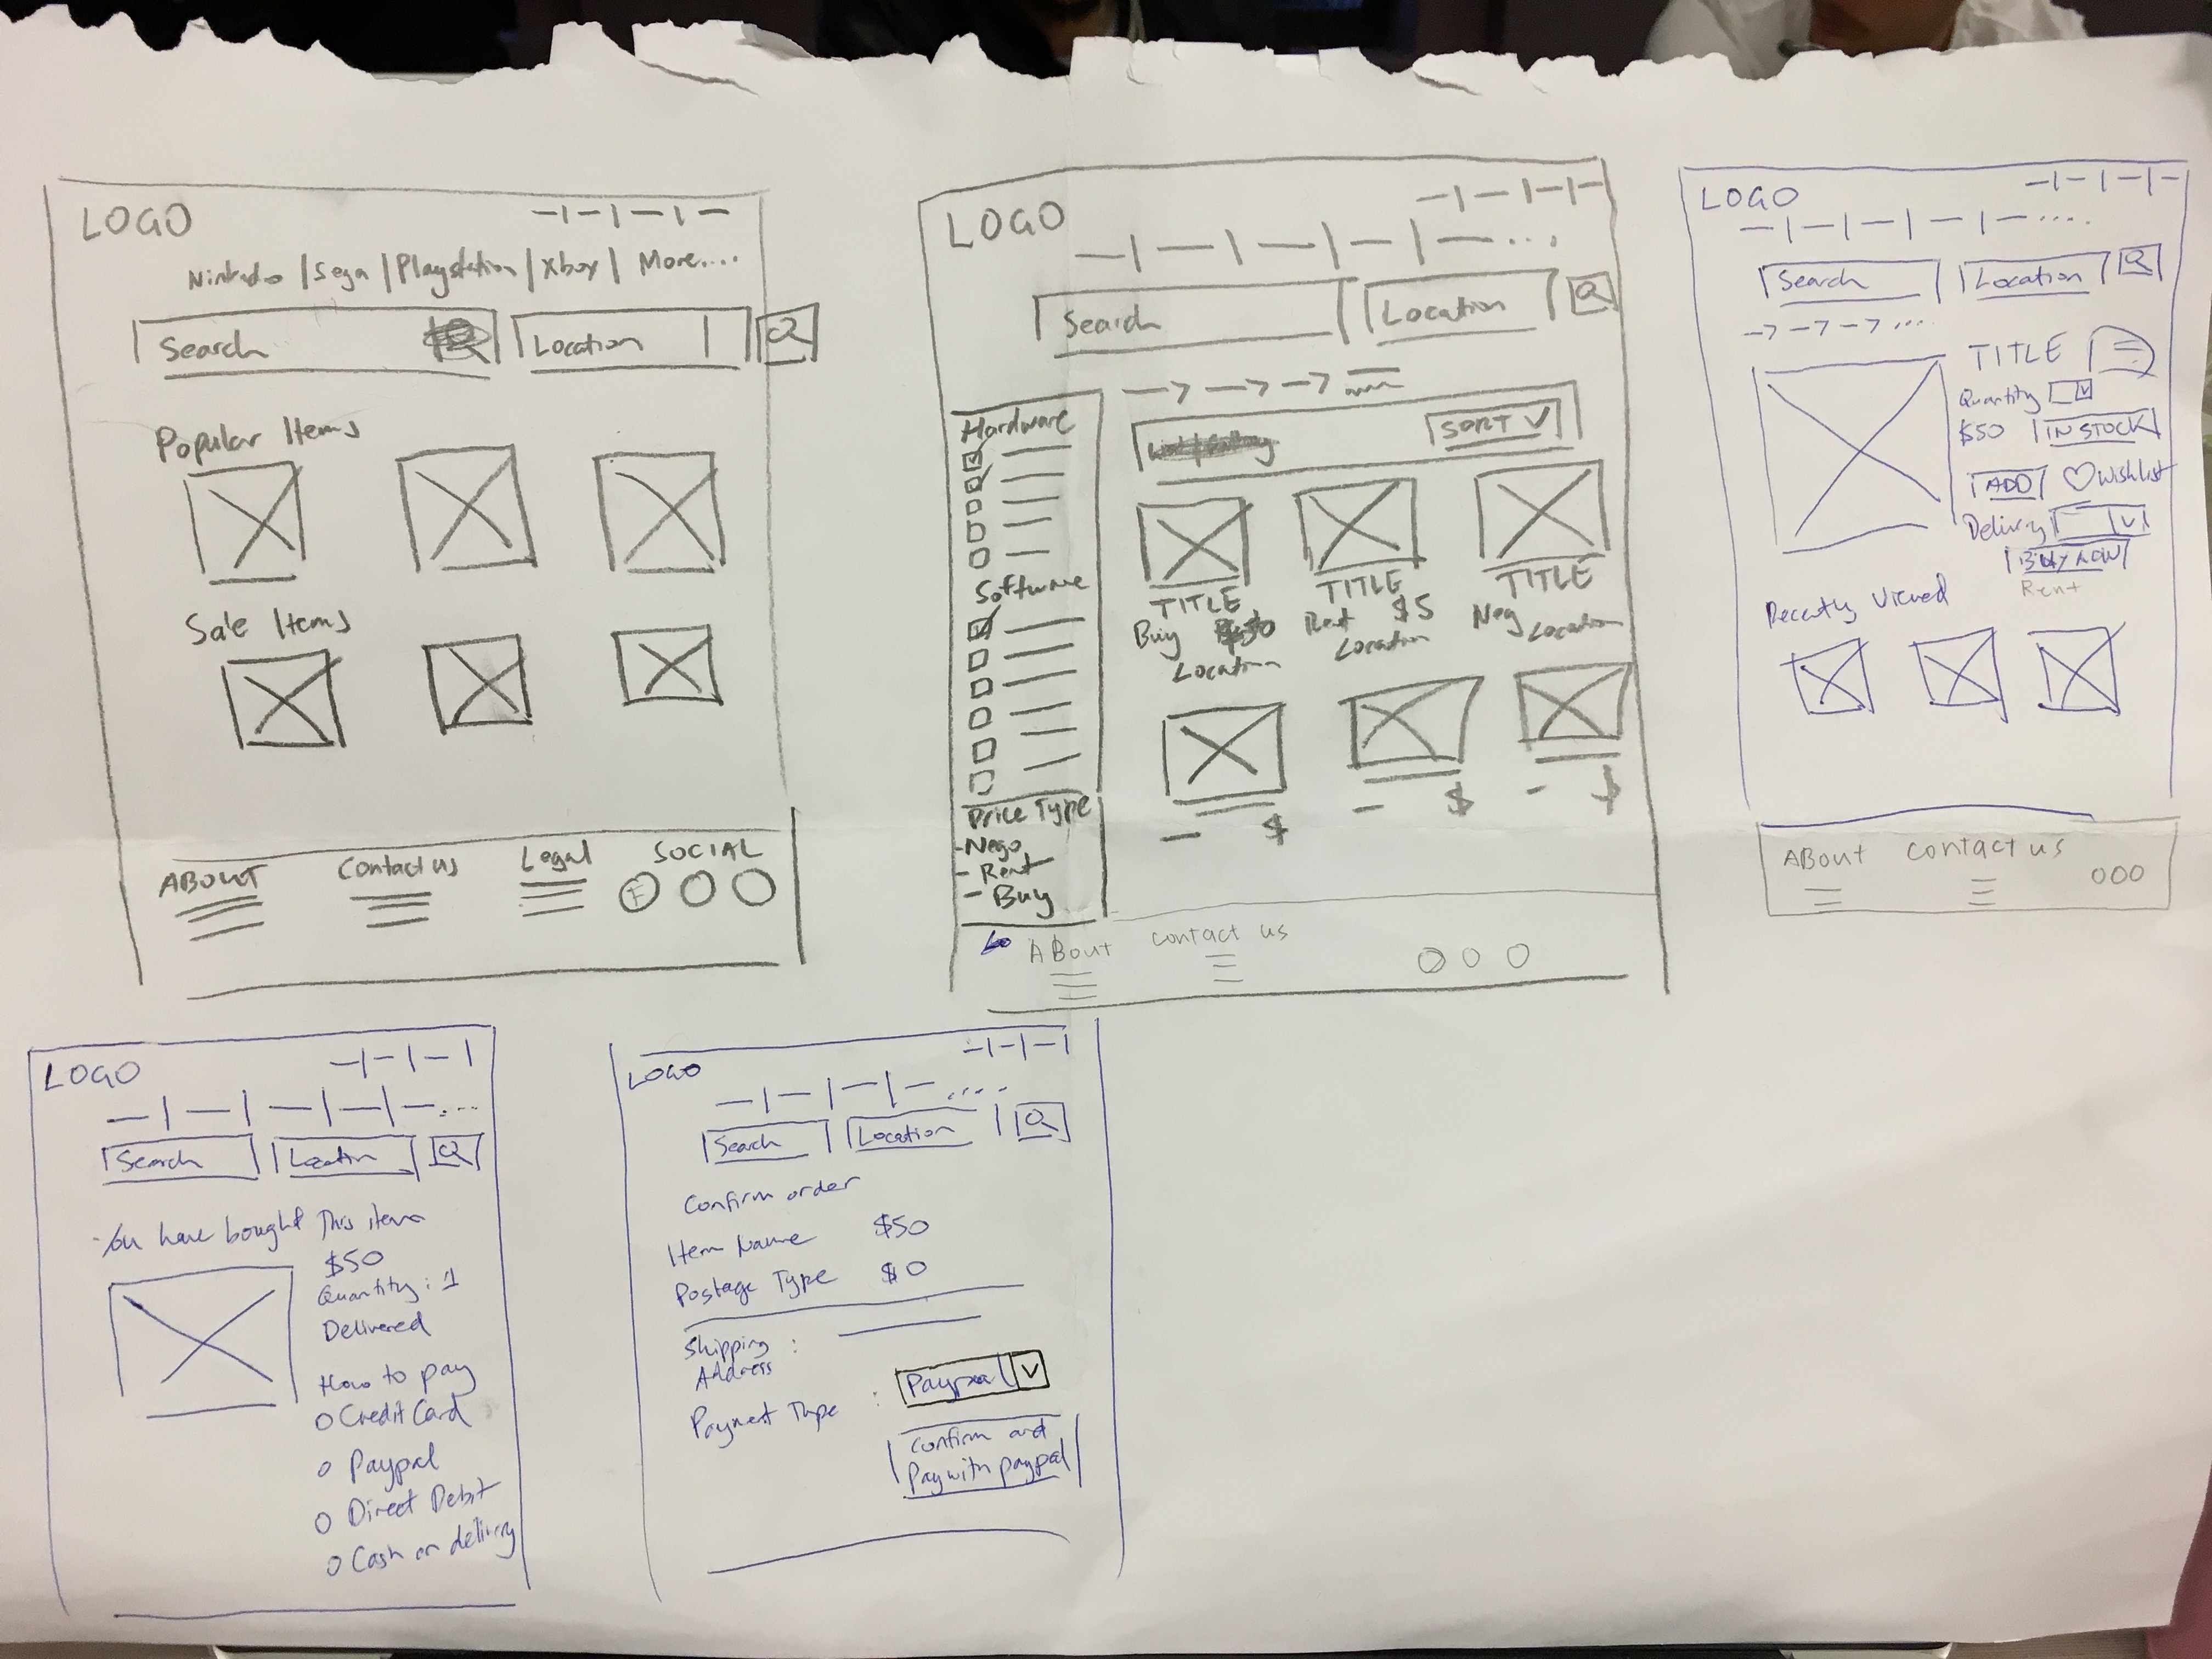 LOGO
Nintendo | Sega | Playstation | Xbox | More....
Search
Location
Popular Items
Sale Items
ABOUT
Contact us
Legal
SOCIAL
F
LOGO
Search
Location
Hardware
SORT
Software
Price Type
-Nego
- Rent
- Buy
TITLE
Buy $50
Location
TITLE
Rent $5
Location
TITLE
Neg Location
$
$
$
ABout
contact us
LOGO
Search
Location
TITLE
Quantity
$50 IN STOCK
ADD Wishlist
Delivery
BUY NOW
Rent
Recently Viewed
ABout
contact us
LOGO
Search
Location
You have bought This item
$50
Quantity : 1
Delivered
How to pay
Credit Card
Paypal
Direct Debit
Cash on delivery
LOGO
Search
Location
Confirm order
Item Name $50
Postage Type $0
Shipping :
Address
Payment Type : Paypal
Confirm and
Pay with paypal